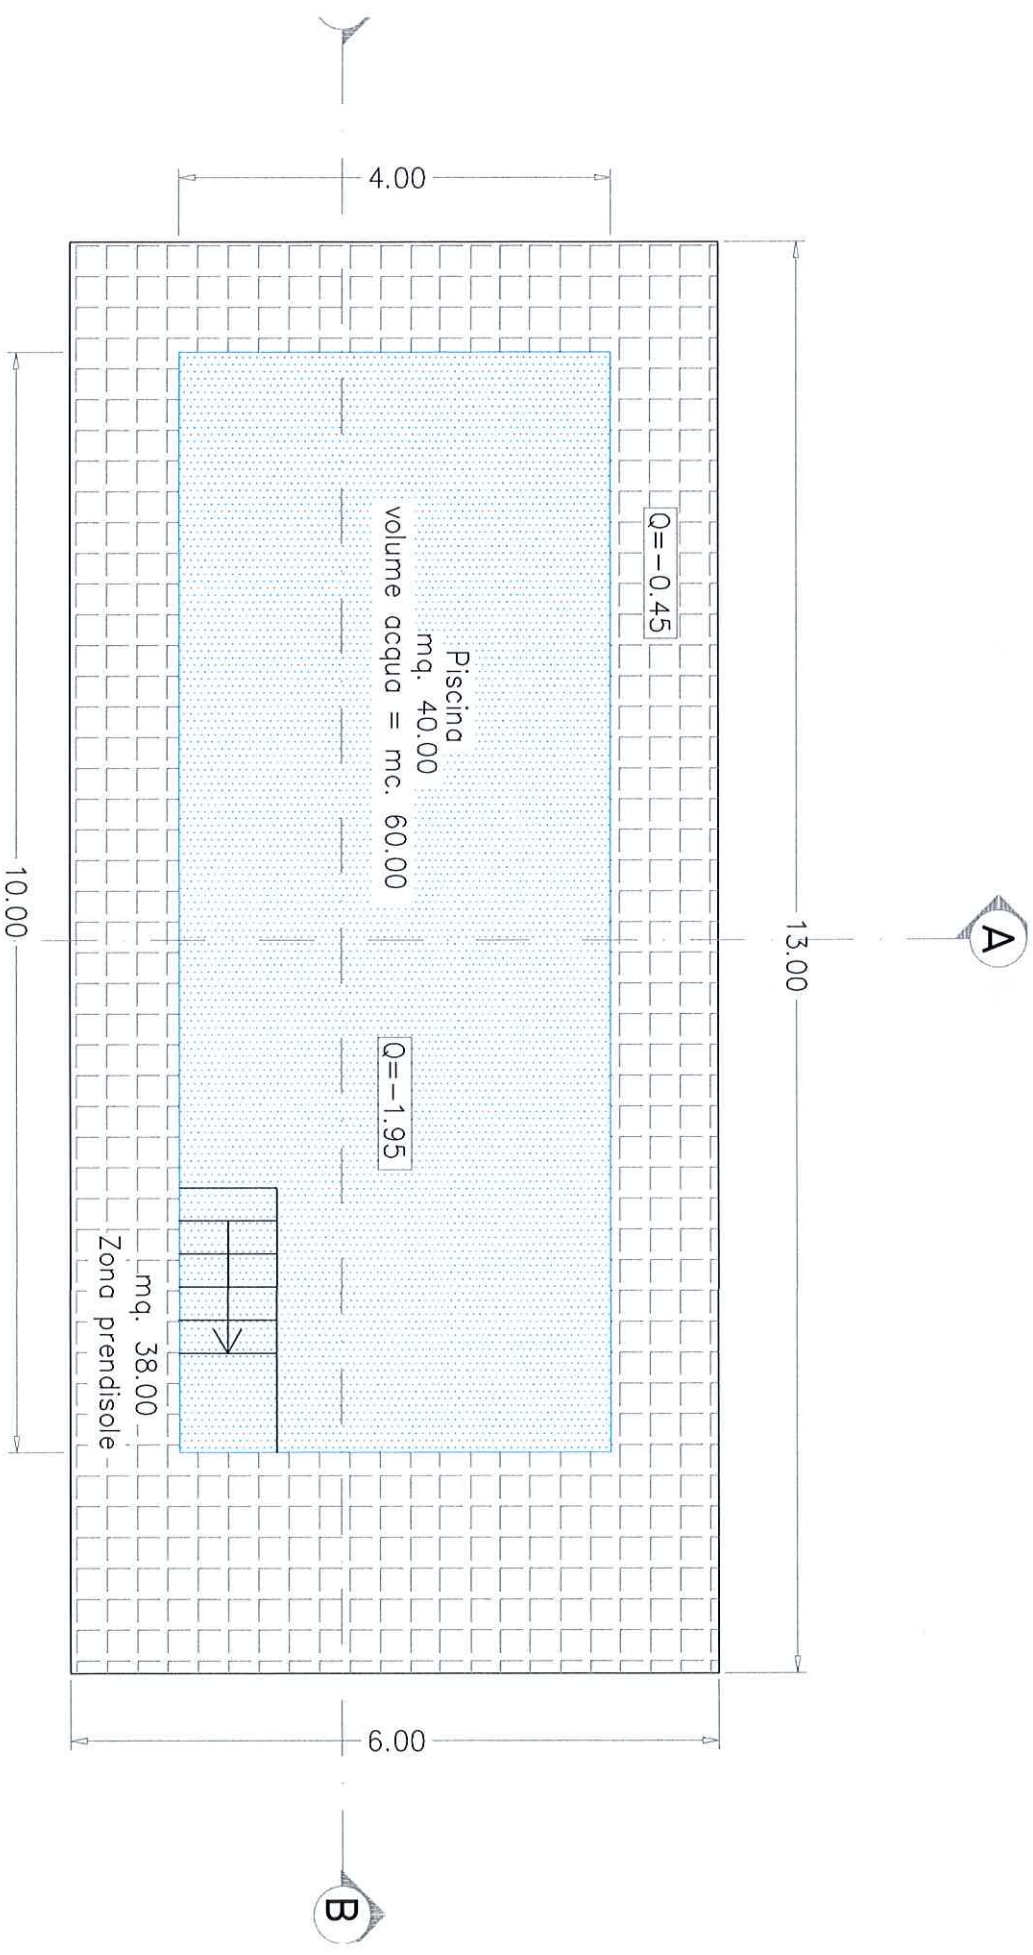 A
13.00
Q=-0.45
4.00
6.00
Piscina
mq. 40.00
volume acqua = mc. 60.00
Q=-1.95
mq. 38.00
Zona prendisole
10.00
B